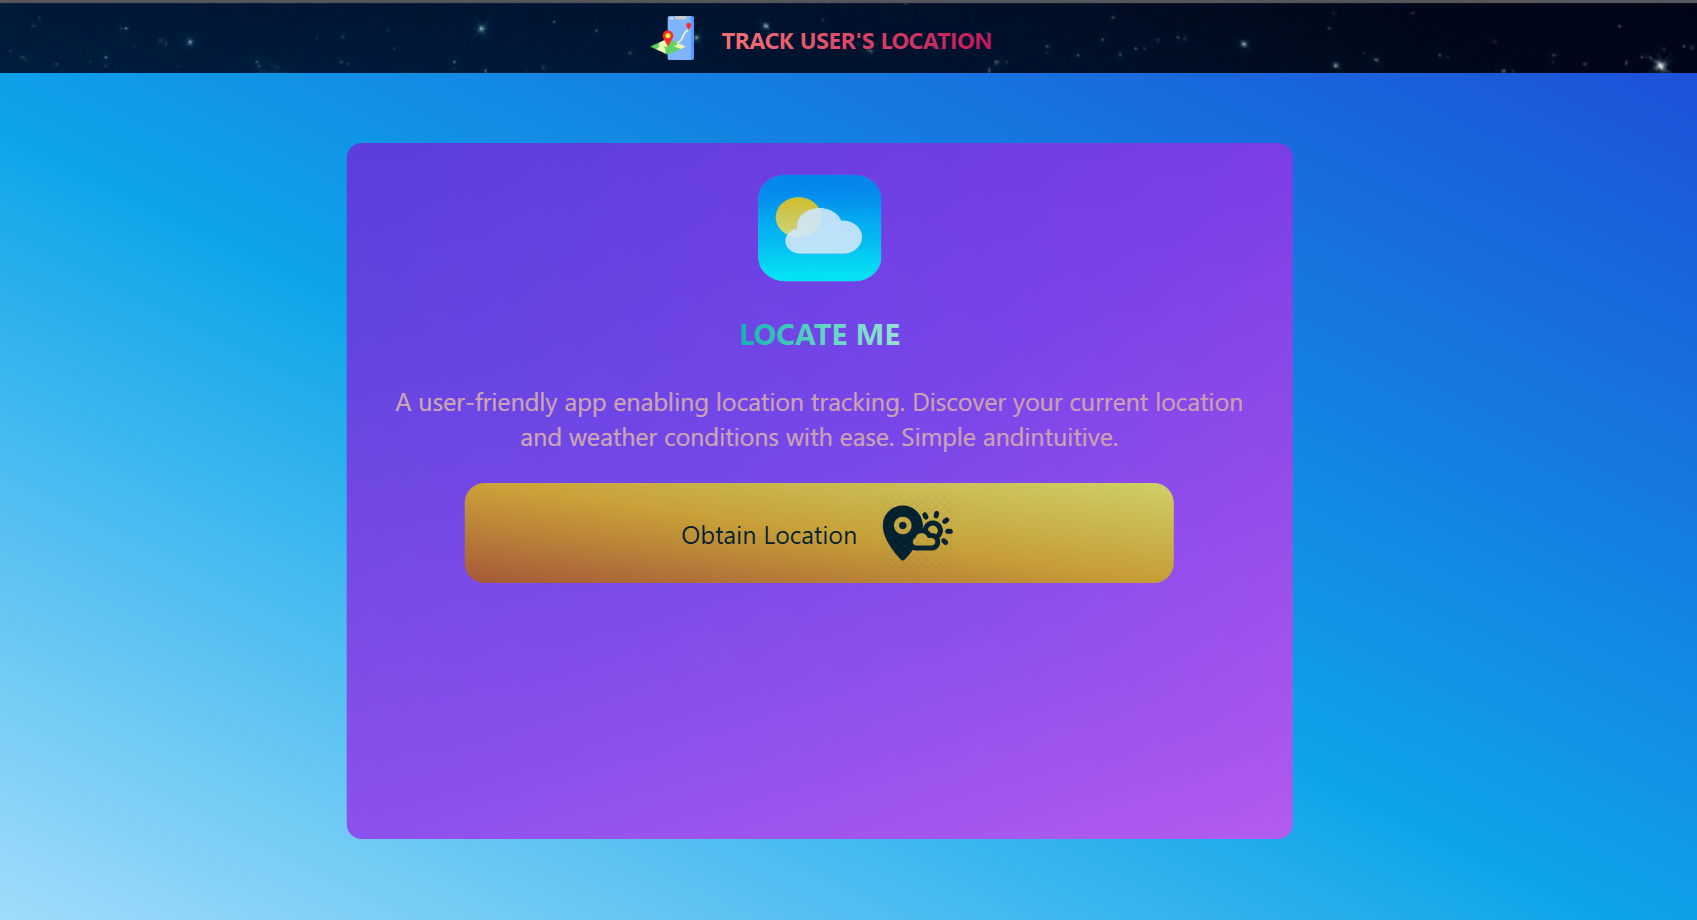 TRACK USER'S LOCATION
LOCATE ME
A user-friendly app enabling location tracking. Discover your current location
and weather conditions with ease. Simple andintuitive.
Obtain Location